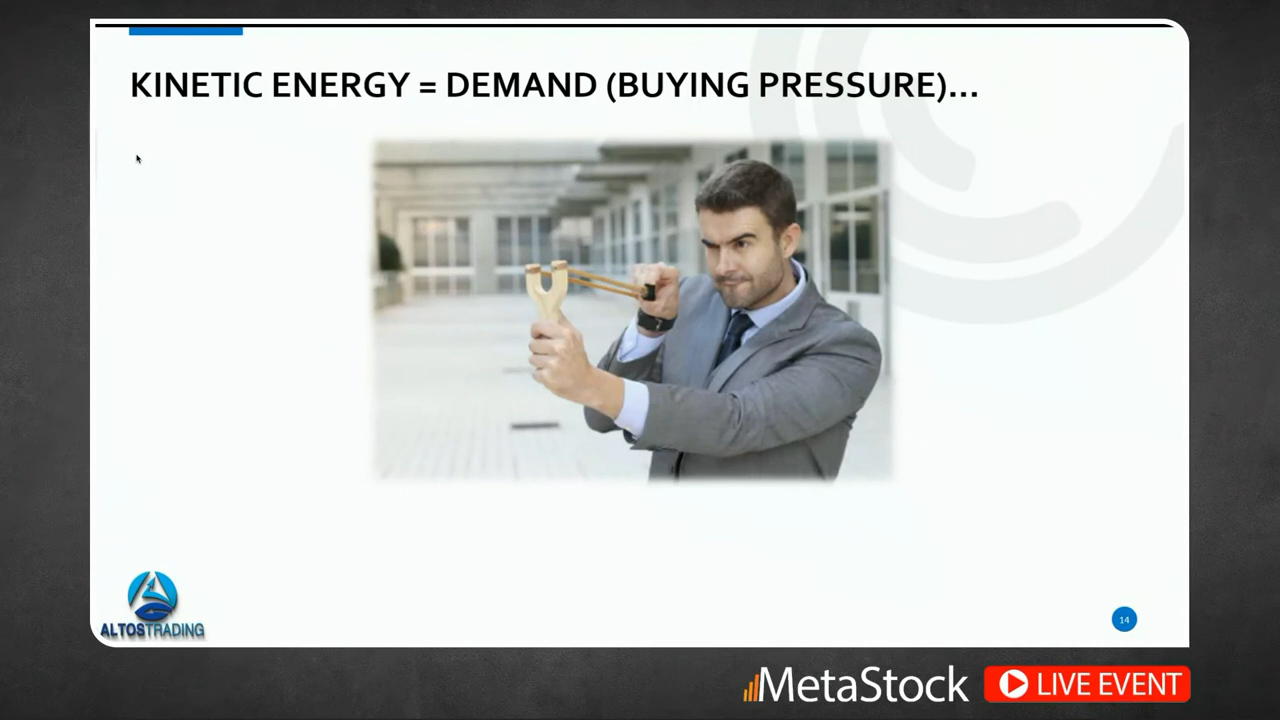 KINETIC ENERGY = DEMAND (BUYING PRESSURE)...
ALTOSTRADING
14
MetaStock
LIVE EVENT